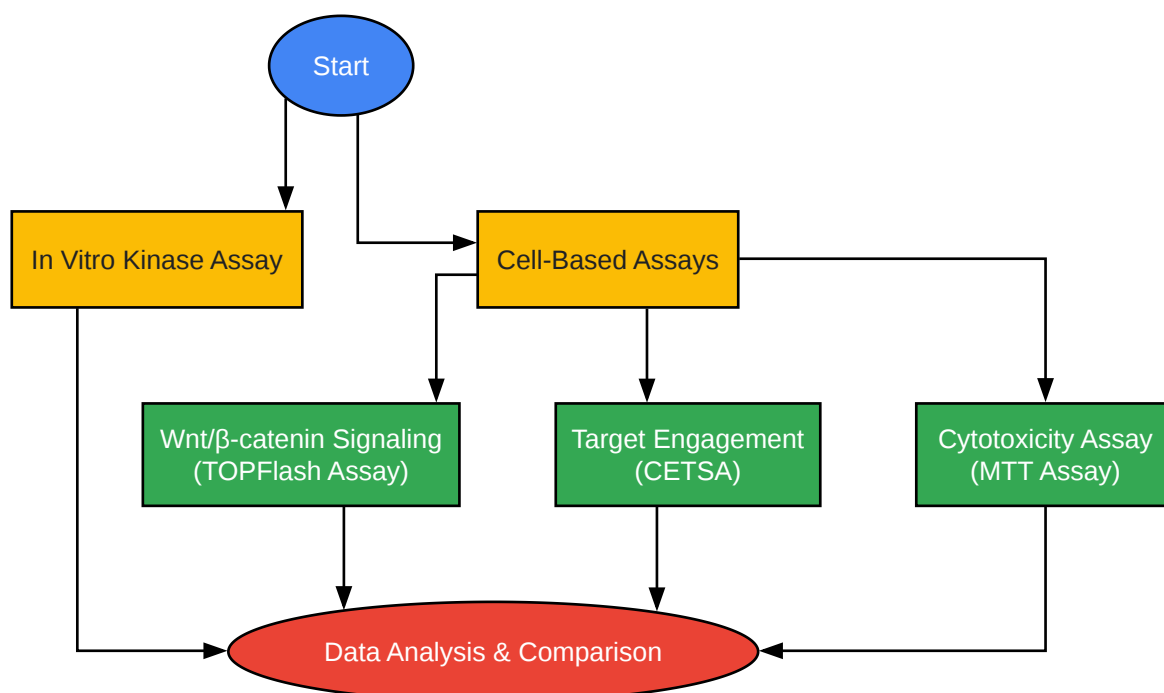 Start
In Vitro Kinase Assay
Cell-Based Assays
Wnt/β-catenin Signaling
(TOPFlash Assay)
Target Engagement
(CETSA)
Cytotoxicity Assay
(MTT Assay)
Data Analysis & Comparison